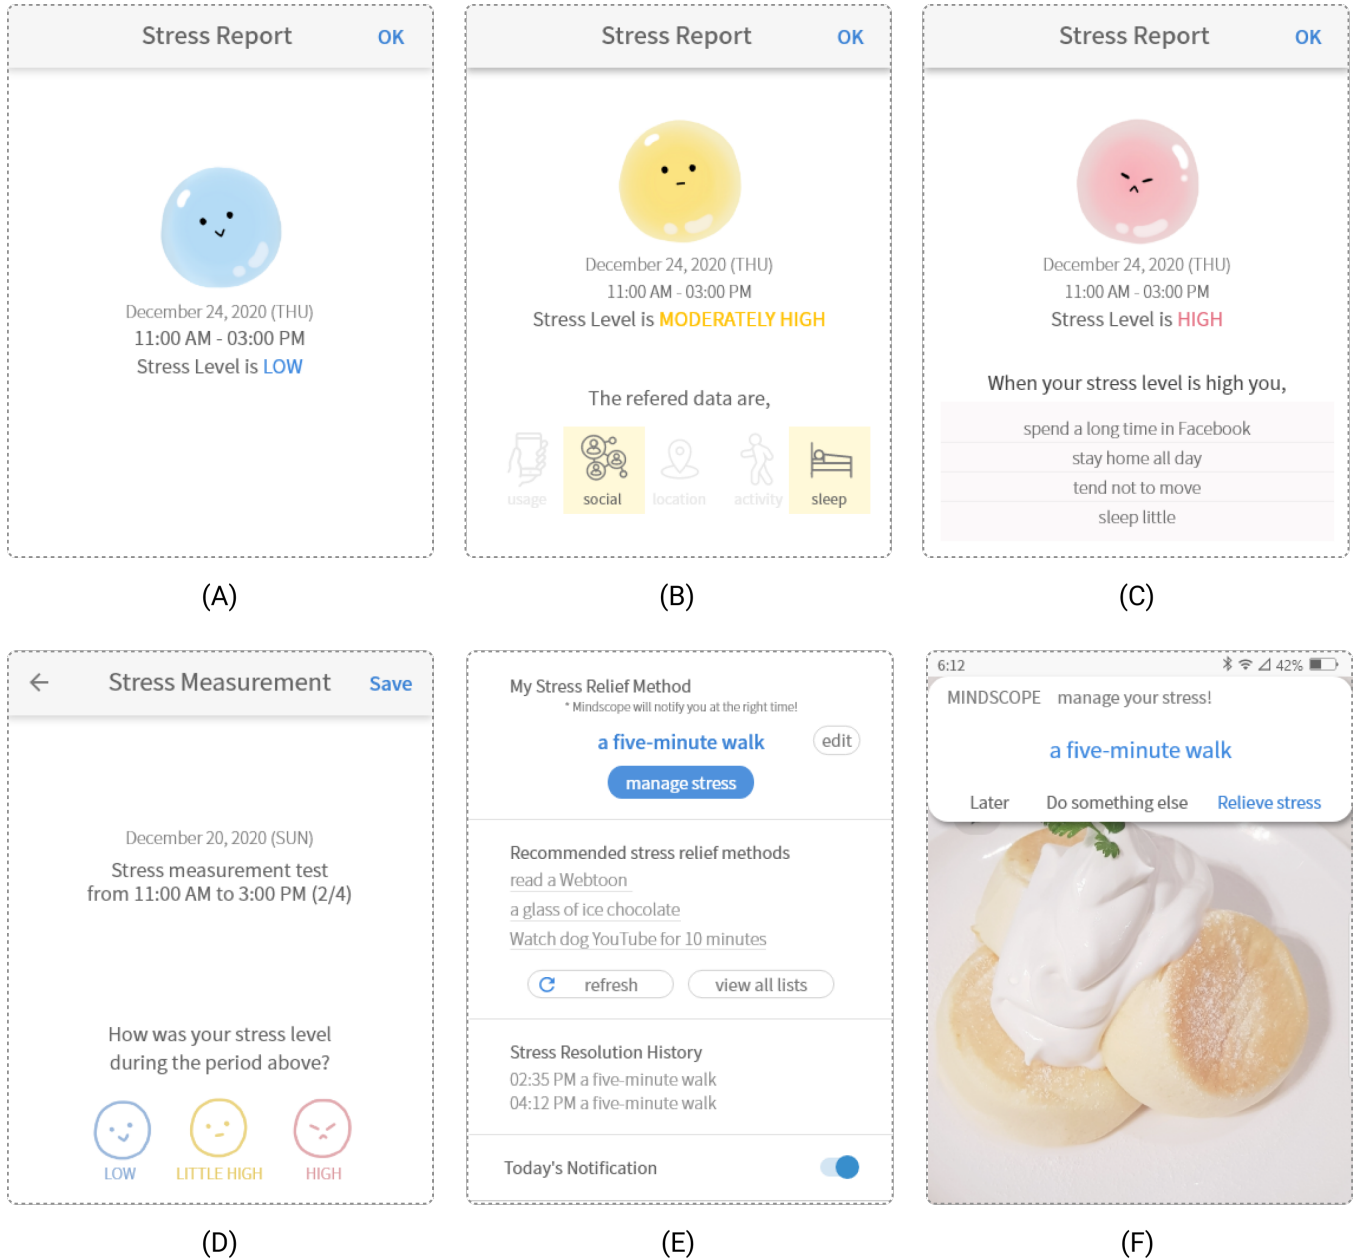 Stress Report OK
December 24, 2020 (THU)
11:00 AM - 03:00 PM
Stress Level is LOW
(A)
Stress Report OK
December 24, 2020 (THU)
11:00 AM - 03:00 PM
Stress Level is MODERATELY HIGH
The refered data are,
usage social location activity sleep
(B)
Stress Report OK
December 24, 2020 (THU)
11:00 AM - 03:00 PM
Stress Level is HIGH
When your stress level is high you,
spend a long time in Facebook
stay home all day
tend not to move
sleep little
(C)
Stress Measurement Save
December 20, 2020 (SUN)
Stress measurement test
from 11:00 AM to 3:00 PM (2/4)
How was your stress level
during the period above?
LOW LITTLE HIGH HIGH
(D)
My Stress Relief Method
* Mindscope will notify you at the right time!
a five-minute walk edit
manage stress
Recommended stress relief methods
read a Webtoon
a glass of ice chocolate
Watch dog YouTube for 10 minutes
refresh view all lists
Stress Resolution History
02:35 PM a five-minute walk
04:12 PM a five-minute walk
Today's Notification
(E)
6:12 42%
MINDSCOPE manage your stress!
a five-minute walk
Later Do something else Relieve stress
(F)